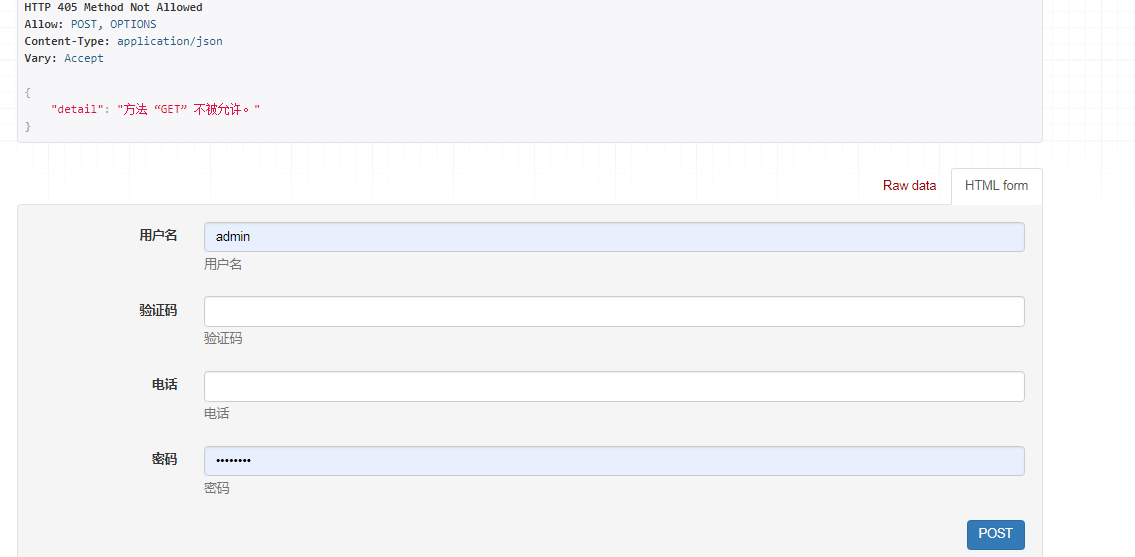 HTTP 405 Method Not Allowed
Allow: POST, OPTIONS
Content-Type: application/json
Vary: Accept
{
"detail": "方法 “GET” 不被允许。"
}
Raw data HTML form
用户名 admin
用户名
验证码
验证码
电话
电话
密码 ••••••••
密码
POST